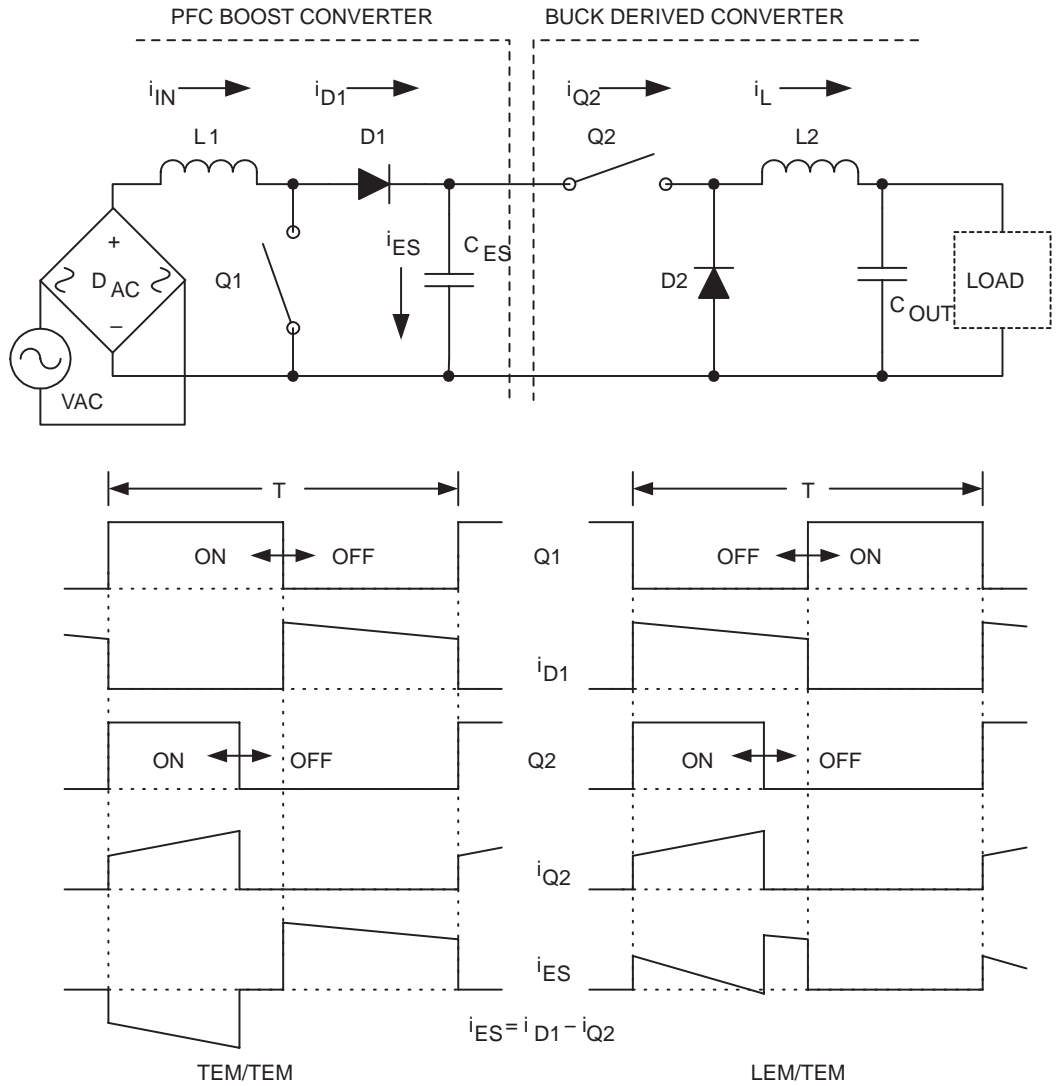 PFC BOOST CONVERTER
BUCK DERIVED CONVERTER
iIN
iD1
iQ2
iL
L1
D1
Q2
L2
+
DAC
−
Q1
iES
CES
D2
COUT
LOAD
VAC
T
T
ON
OFF
Q1
OFF
ON
iD1
ON
OFF
Q2
ON
OFF
iQ2
iES
iES = iD1 − iQ2
TEM/TEM
LEM/TEM